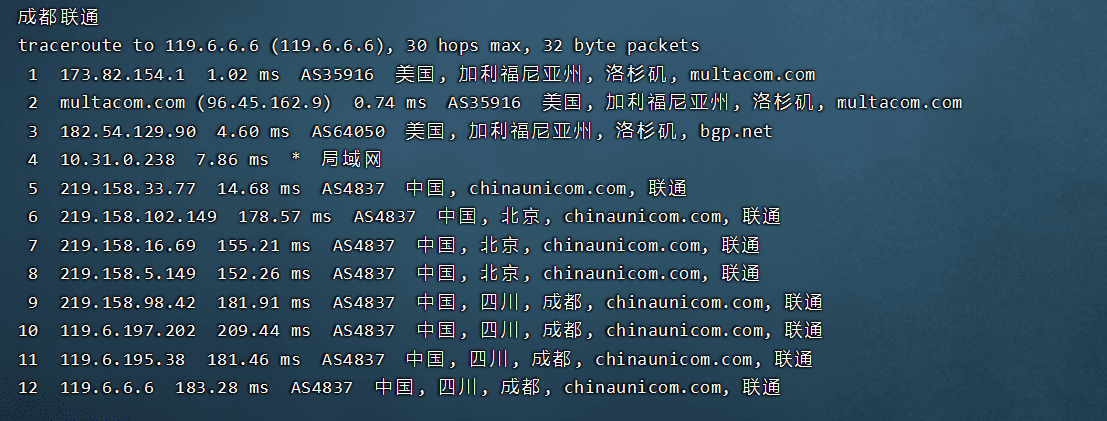 成都联通
traceroute to 119.6.6.6 (119.6.6.6), 30 hops max, 32 byte packets
1 173.82.154.1 1.02 ms AS35916 美国, 加利福尼亚州, 洛杉矶, multacom.com
2 multacom.com (96.45.162.9) 0.74 ms AS35916 美国, 加利福尼亚州, 洛杉矶, multacom.com
3 182.54.129.90 4.60 ms AS64050 美国, 加利福尼亚州, 洛杉矶, bgp.net
4 10.31.0.238 7.86 ms * 局域网
5 219.158.33.77 14.68 ms AS4837 中国, chinaunicom.com, 联通
6 219.158.102.149 178.57 ms AS4837 中国, 北京, chinaunicom.com, 联通
7 219.158.16.69 155.21 ms AS4837 中国, 北京, chinaunicom.com, 联通
8 219.158.5.149 152.26 ms AS4837 中国, 北京, chinaunicom.com, 联通
9 219.158.98.42 181.91 ms AS4837 中国, 四川, 成都, chinaunicom.com, 联通
10 119.6.197.202 209.44 ms AS4837 中国, 四川, 成都, chinaunicom.com, 联通
11 119.6.195.38 181.46 ms AS4837 中国, 四川, 成都, chinaunicom.com, 联通
12 119.6.6.6 183.28 ms AS4837 中国, 四川, 成都, chinaunicom.com, 联通